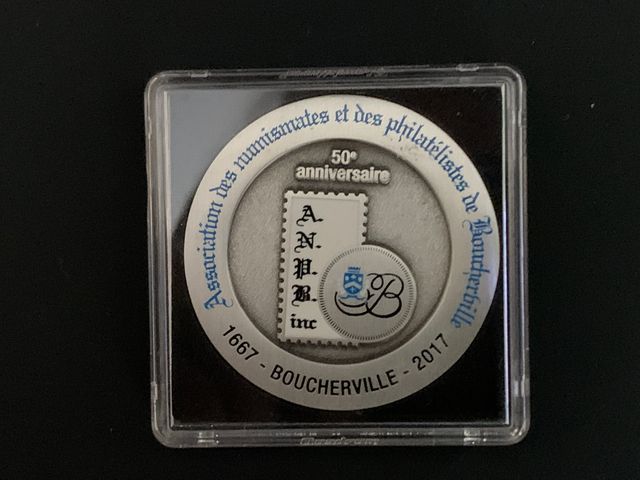 Association des numismates et des philatélistes de Boucherville
50e
anniversaire
A.
N.
P.
B.
inc
B
1667 - BOUCHERVILLE - 2017